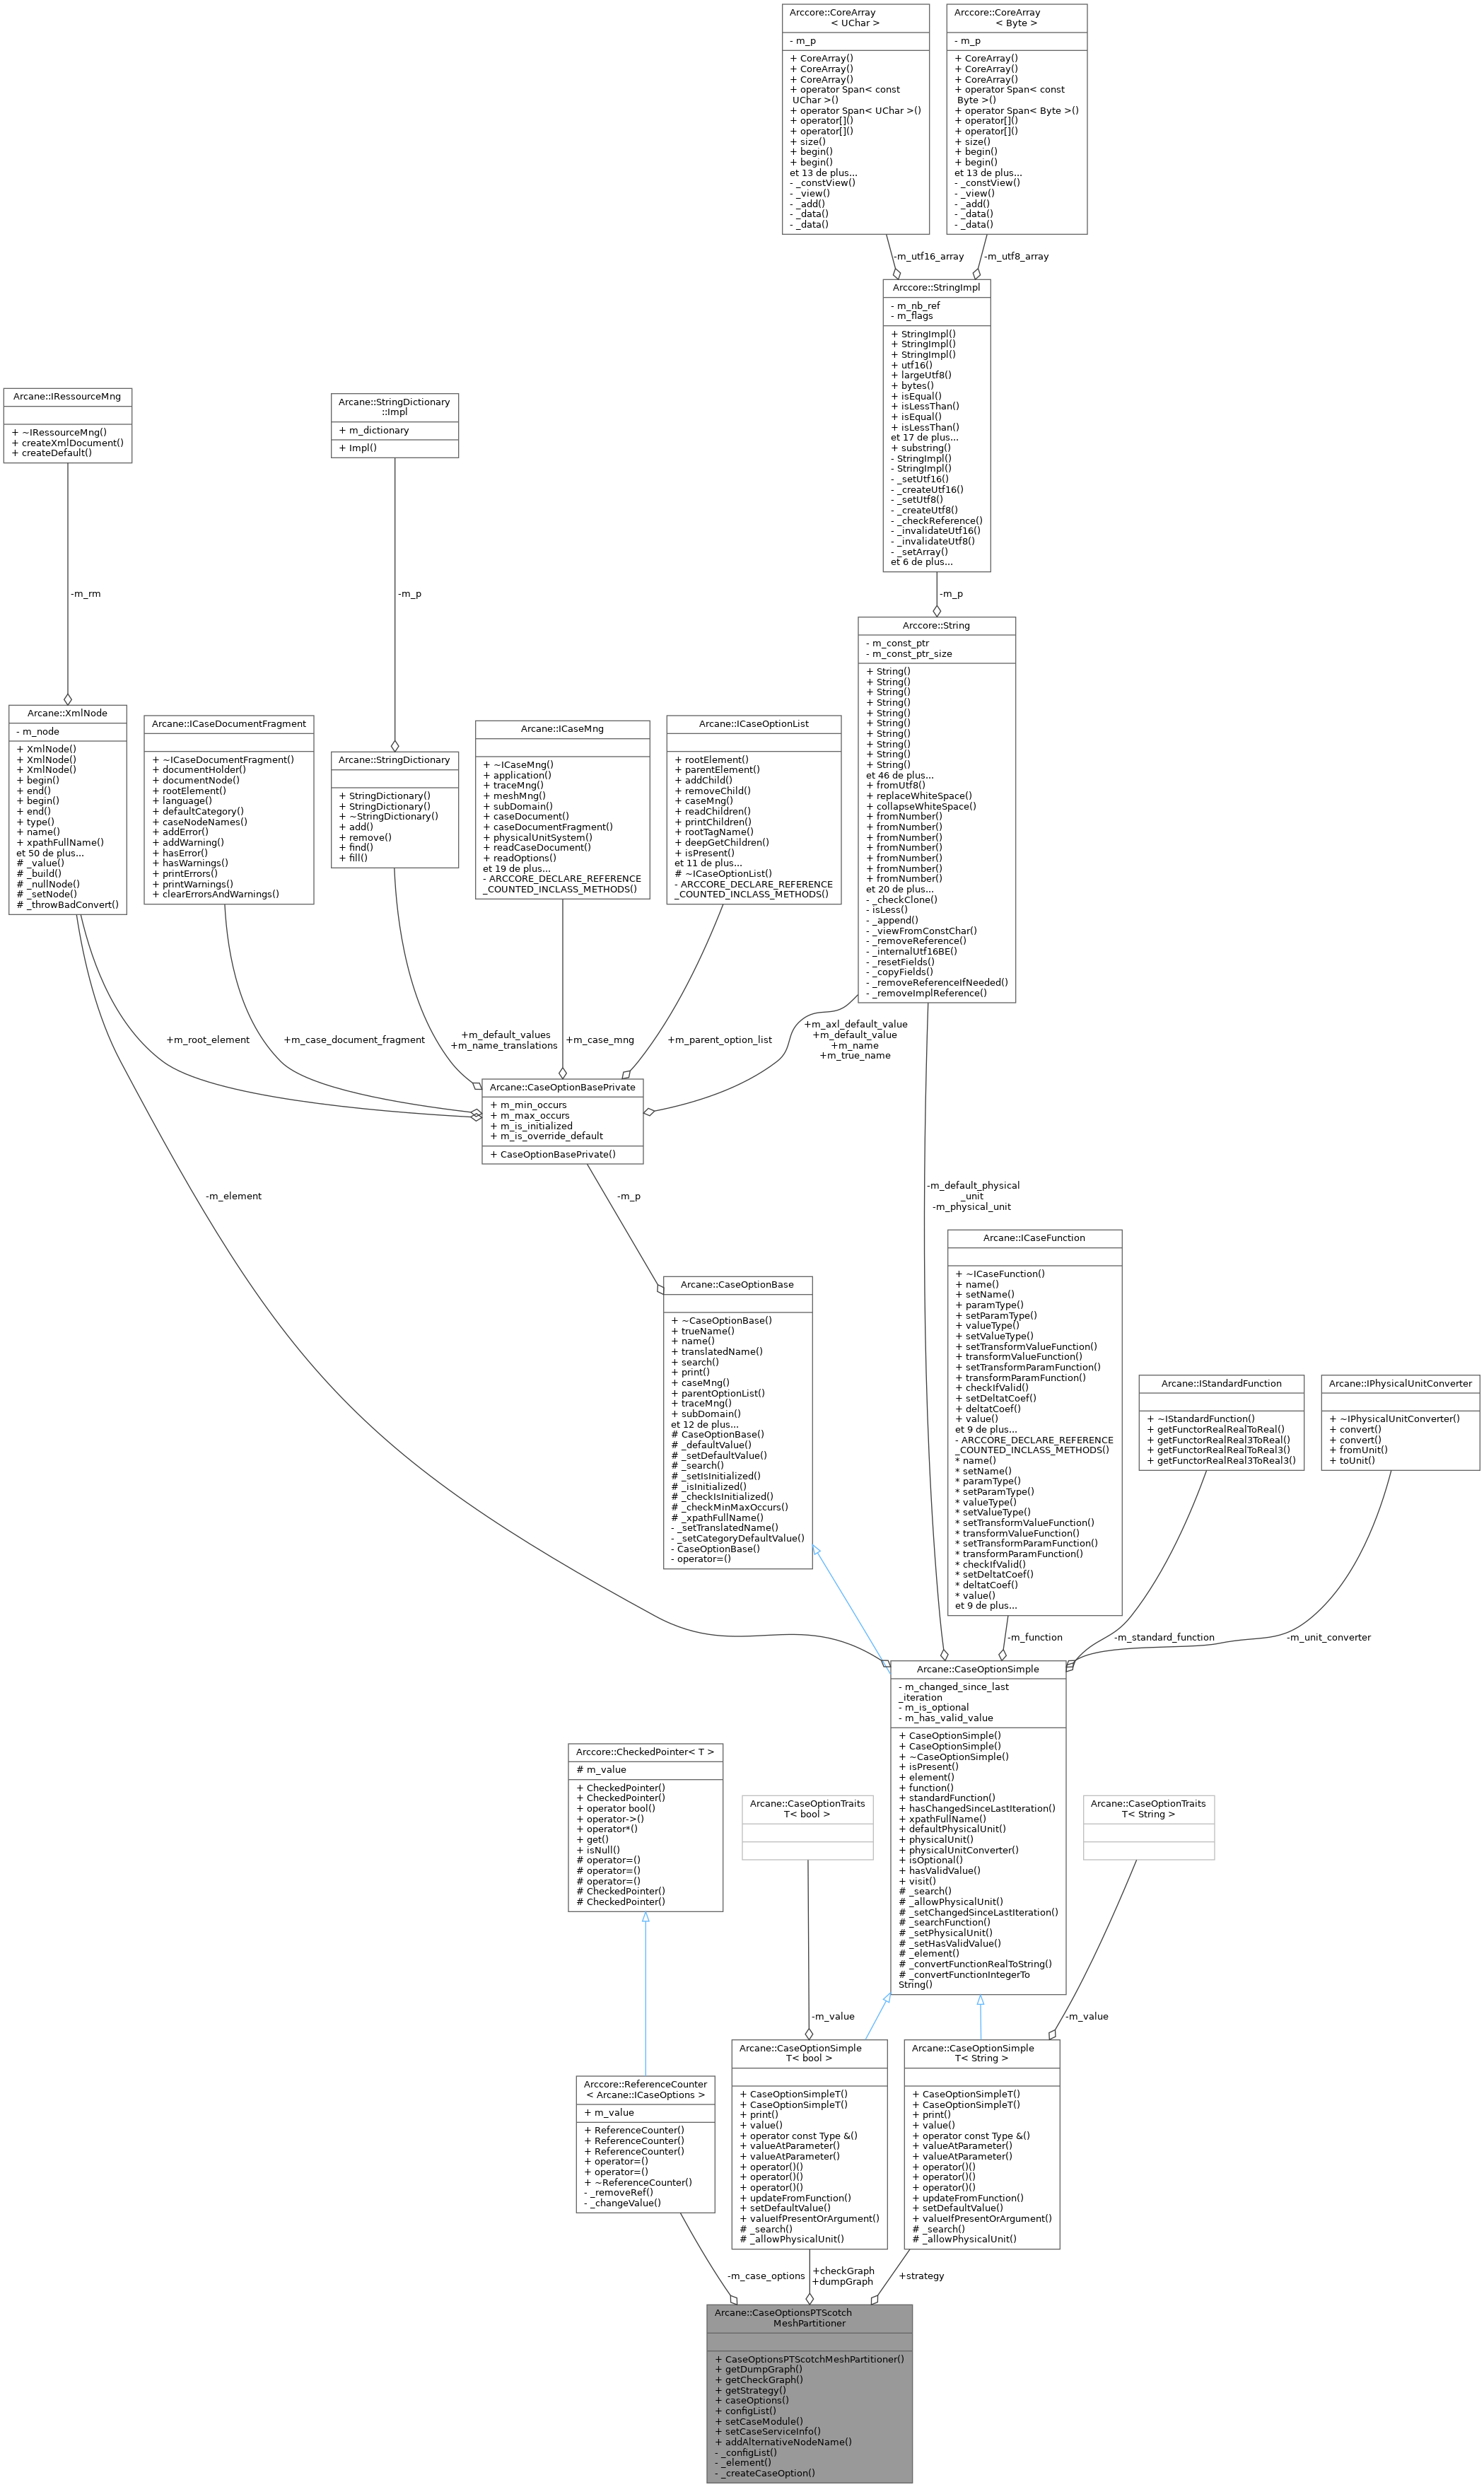 Arccore::CoreArray
< UChar >
- m_p
+ CoreArray()
+ CoreArray()
+ CoreArray()
+ operator Span< const
UChar >()
+ operator Span< UChar >()
+ operator[]()
+ operator[]()
+ size()
+ begin()
+ begin()
et 13 de plus...
- _constView()
- _view()
- _add()
- _data()
- _data()
Arccore::CoreArray
< Byte >
- m_p
+ CoreArray()
+ CoreArray()
+ CoreArray()
+ operator Span< const
Byte >()
+ operator Span< Byte >()
+ operator[]()
+ operator[]()
+ size()
+ begin()
+ begin()
et 13 de plus...
- _constView()
- _view()
- _add()
- _data()
- _data()
-m_utf16_array
-m_utf8_array
Arccore::StringImpl
- m_nb_ref
- m_flags
+ StringImpl()
+ StringImpl()
+ StringImpl()
+ utf16()
+ largeUtf8()
+ bytes()
+ isEqual()
+ isLessThan()
+ isEqual()
+ isLessThan()
et 17 de plus...
+ substring()
- StringImpl()
- StringImpl()
- _setUtf16()
- _createUtf16()
- _setUtf8()
- _createUtf8()
- _checkReference()
- _invalidateUtf16()
- _invalidateUtf8()
- _setArray()
et 6 de plus...
Arcane::IRessourceMng
+ ~IRessourceMng()
+ createXmlDocument()
+ createDefault()
Arcane::StringDictionary
::Impl
+ m_dictionary
+ Impl()
-m_rm
-m_p
-m_p
Arccore::String
- m_const_ptr
- m_const_ptr_size
+ String()
+ String()
+ String()
+ String()
+ String()
+ String()
+ String()
+ String()
+ String()
+ String()
et 46 de plus...
+ fromUtf8()
+ replaceWhiteSpace()
+ collapseWhiteSpace()
+ fromNumber()
+ fromNumber()
+ fromNumber()
+ fromNumber()
+ fromNumber()
+ fromNumber()
+ fromNumber()
et 20 de plus...
- _checkClone()
- isLess()
- _append()
- _viewFromConstChar()
- _removeReference()
- _internalUtf16BE()
- _resetFields()
- _copyFields()
- _removeReferenceIfNeeded()
- _removeImplReference()
Arcane::XmlNode
- m_node
+ XmlNode()
+ XmlNode()
+ XmlNode()
+ begin()
+ end()
+ begin()
+ end()
+ type()
+ name()
+ xpathFullName()
et 50 de plus...
# _value()
# _build()
# _nullNode()
# _setNode()
# _throwBadConvert()
Arcane::ICaseDocumentFragment
+ ~ICaseDocumentFragment()
+ documentHolder()
+ documentNode()
+ rootElement()
+ language()
+ defaultCategory()
+ caseNodeNames()
+ addError()
+ addWarning()
+ hasError()
+ hasWarnings()
+ printErrors()
+ printWarnings()
+ clearErrorsAndWarnings()
Arcane::StringDictionary
+ StringDictionary()
+ StringDictionary()
+ ~StringDictionary()
+ add()
+ remove()
+ find()
+ fill()
Arcane::ICaseMng
+ ~ICaseMng()
+ application()
+ traceMng()
+ meshMng()
+ subDomain()
+ caseDocument()
+ caseDocumentFragment()
+ physicalUnitSystem()
+ readCaseDocument()
+ readOptions()
et 19 de plus...
- ARCCORE_DECLARE_REFERENCE
_COUNTED_INCLASS_METHODS()
Arcane::ICaseOptionList
+ rootElement()
+ parentElement()
+ addChild()
+ removeChild()
+ caseMng()
+ readChildren()
+ printChildren()
+ rootTagName()
+ deepGetChildren()
+ isPresent()
et 11 de plus...
# ~ICaseOptionList()
- ARCCORE_DECLARE_REFERENCE
_COUNTED_INCLASS_METHODS()
+m_root_element
+m_case_document_fragment
+m_default_values
+m_name_translations
+m_case_mng
+m_parent_option_list
+m_axl_default_value
+m_default_value
+m_name
+m_true_name
Arcane::CaseOptionBasePrivate
+ m_min_occurs
+ m_max_occurs
+ m_is_initialized
+ m_is_override_default
+ CaseOptionBasePrivate()
-m_element
-m_p
-m_default_physical
_unit
-m_physical_unit
Arcane::CaseOptionBase
+ ~CaseOptionBase()
+ trueName()
+ name()
+ translatedName()
+ search()
+ print()
+ caseMng()
+ parentOptionList()
+ traceMng()
+ subDomain()
et 12 de plus...
# CaseOptionBase()
# _defaultValue()
# _setDefaultValue()
# _search()
# _setIsInitialized()
# _isInitialized()
# _checkIsInitialized()
# _checkMinMaxOccurs()
# _xpathFullName()
- _setTranslatedName()
- _setCategoryDefaultValue()
- CaseOptionBase()
- operator=()
Arcane::ICaseFunction
+ ~ICaseFunction()
+ name()
+ setName()
+ paramType()
+ setParamType()
+ valueType()
+ setValueType()
+ setTransformValueFunction()
+ transformValueFunction()
+ setTransformParamFunction()
+ transformParamFunction()
+ checkIfValid()
+ setDeltatCoef()
+ deltatCoef()
+ value()
et 9 de plus...
- ARCCORE_DECLARE_REFERENCE
_COUNTED_INCLASS_METHODS()
* name()
* setName()
* paramType()
* setParamType()
* valueType()
* setValueType()
* setTransformValueFunction()
* transformValueFunction()
* setTransformParamFunction()
* transformParamFunction()
* checkIfValid()
* setDeltatCoef()
* deltatCoef()
* value()
et 9 de plus...
Arcane::IStandardFunction
+ ~IStandardFunction()
+ getFunctorRealRealToReal()
+ getFunctorRealReal3ToReal()
+ getFunctorRealRealToReal3()
+ getFunctorRealReal3ToReal3()
Arcane::IPhysicalUnitConverter
+ ~IPhysicalUnitConverter()
+ convert()
+ convert()
+ fromUnit()
+ toUnit()
-m_function
-m_standard_function
-m_unit_converter
Arcane::CaseOptionSimple
- m_changed_since_last
_iteration
- m_is_optional
- m_has_valid_value
+ CaseOptionSimple()
+ CaseOptionSimple()
+ ~CaseOptionSimple()
+ isPresent()
+ element()
+ function()
+ standardFunction()
+ hasChangedSinceLastIteration()
+ xpathFullName()
+ defaultPhysicalUnit()
+ physicalUnit()
+ physicalUnitConverter()
+ isOptional()
+ hasValidValue()
+ visit()
# _search()
# _allowPhysicalUnit()
# _setChangedSinceLastIteration()
# _searchFunction()
# _setPhysicalUnit()
# _setHasValidValue()
# _element()
# _convertFunctionRealToString()
# _convertFunctionIntegerTo
String()
Arccore::CheckedPointer< T >
# m_value
+ CheckedPointer()
+ CheckedPointer()
+ operator bool()
+ operator->()
+ operator*()
+ get()
+ isNull()
# operator=()
# operator=()
# operator=()
# CheckedPointer()
# CheckedPointer()
Arcane::CaseOptionTraits
T< bool >
Arcane::CaseOptionTraits
T< String >
-m_value
-m_value
Arccore::ReferenceCounter
< Arcane::ICaseOptions >
+ m_value
+ ReferenceCounter()
+ ReferenceCounter()
+ ReferenceCounter()
+ operator=()
+ operator=()
+ ~ReferenceCounter()
- _removeRef()
- _changeValue()
Arcane::CaseOptionSimple
T< bool >
+ CaseOptionSimpleT()
+ CaseOptionSimpleT()
+ print()
+ value()
+ operator const Type &()
+ valueAtParameter()
+ valueAtParameter()
+ operator()()
+ operator()()
+ operator()()
+ updateFromFunction()
+ setDefaultValue()
+ valueIfPresentOrArgument()
# _search()
# _allowPhysicalUnit()
Arcane::CaseOptionSimple
T< String >
+ CaseOptionSimpleT()
+ CaseOptionSimpleT()
+ print()
+ value()
+ operator const Type &()
+ valueAtParameter()
+ valueAtParameter()
+ operator()()
+ operator()()
+ operator()()
+ updateFromFunction()
+ setDefaultValue()
+ valueIfPresentOrArgument()
# _search()
# _allowPhysicalUnit()
-m_case_options
+checkGraph
+dumpGraph
+strategy
Arcane::CaseOptionsPTScotch
MeshPartitioner
+ CaseOptionsPTScotchMeshPartitioner()
+ getDumpGraph()
+ getCheckGraph()
+ getStrategy()
+ caseOptions()
+ configList()
+ setCaseModule()
+ setCaseServiceInfo()
+ addAlternativeNodeName()
- _configList()
- _element()
- _createCaseOption()